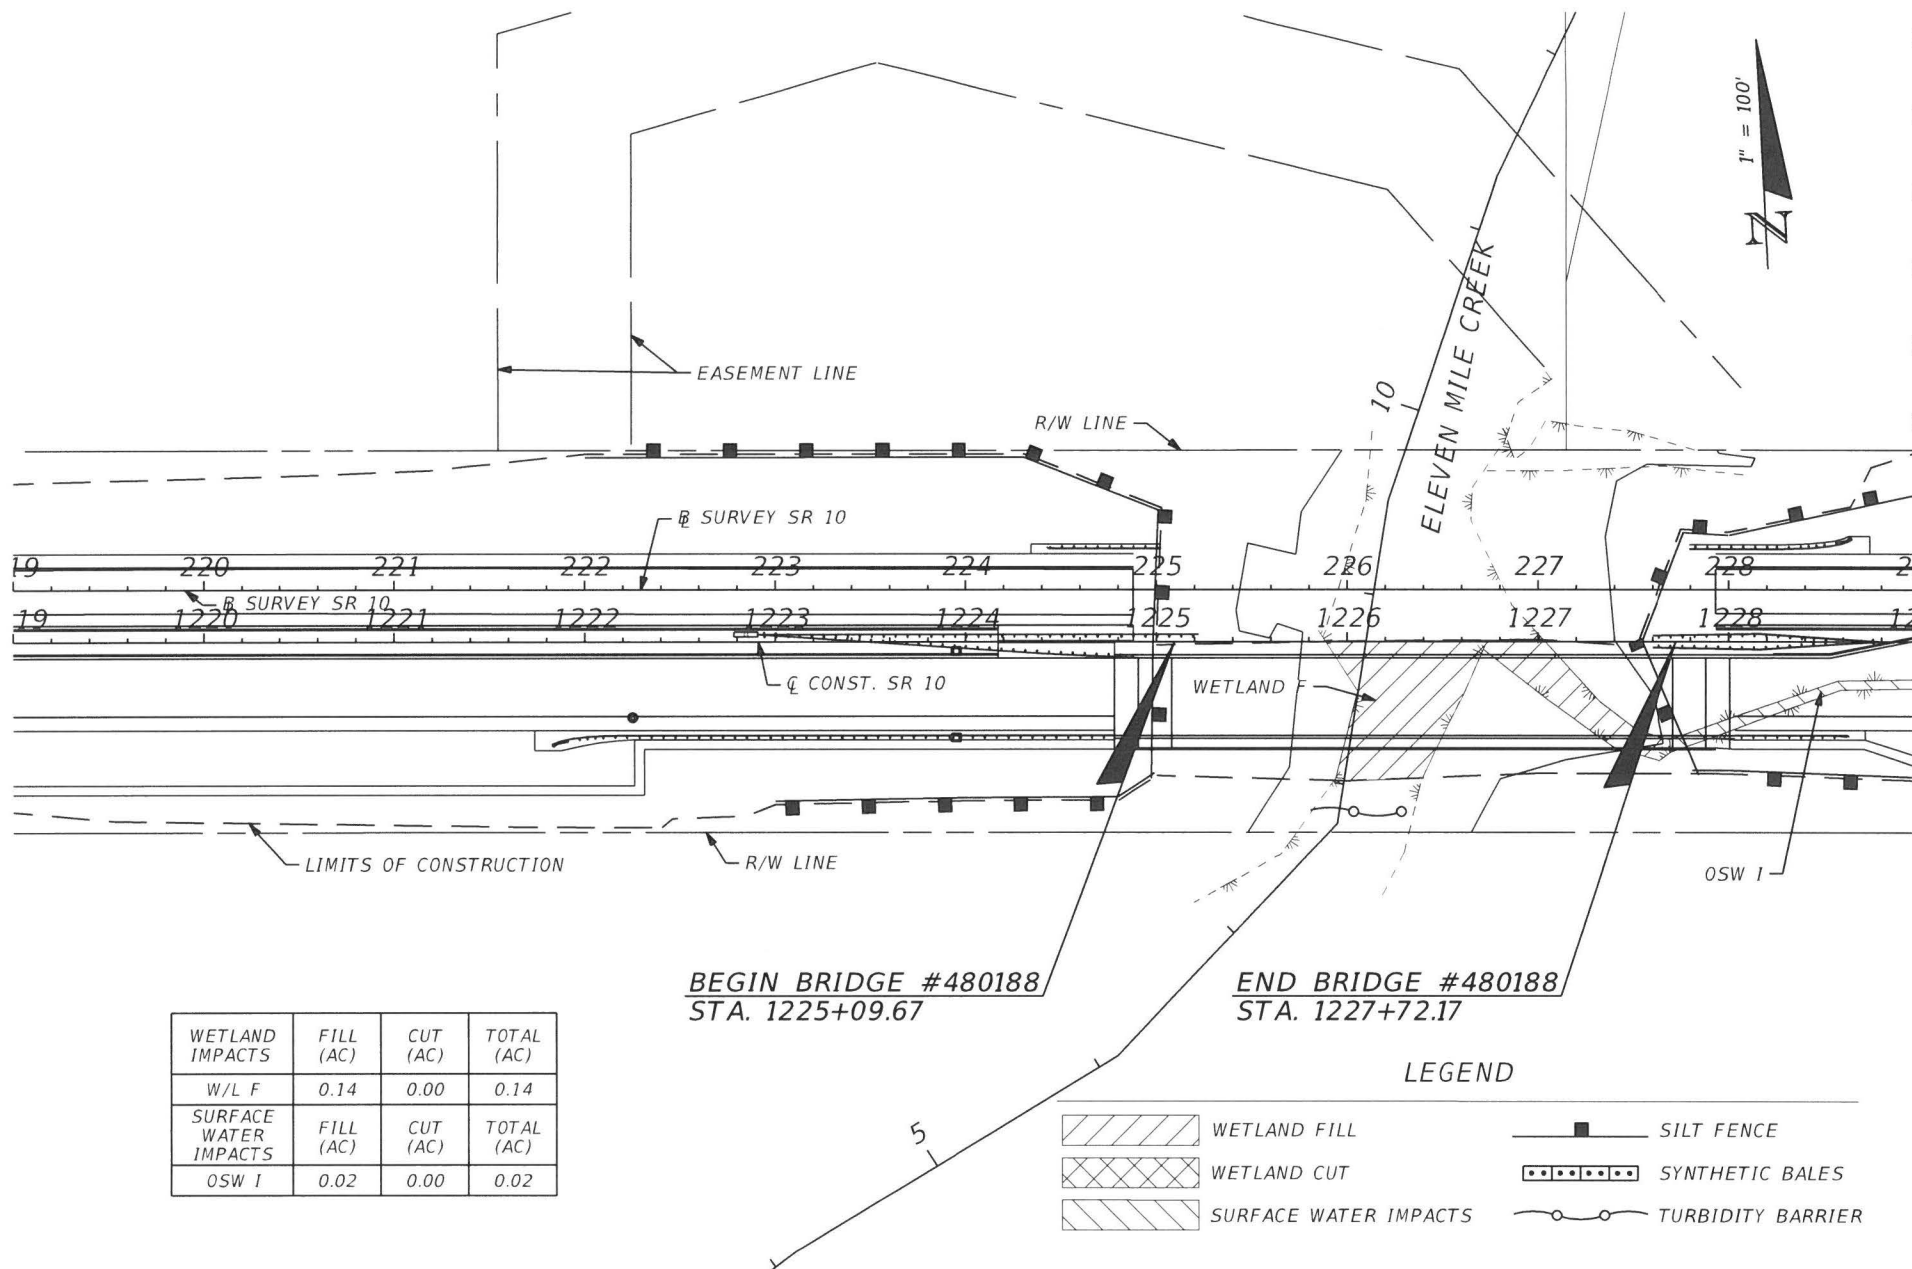 1" = 100'
N
ELEVEN MILE CREEK
10
EASEMENT LINE
R/W LINE
BL SURVEY SR 10
19 220 221 222 223 224 225 226 227 228
BL SURVEY SR 10
19 1220 1221 1222 1223 1224 1225 1226 1227 1228
CL CONST. SR 10
WETLAND F
LIMITS OF CONSTRUCTION
R/W LINE
OSW I
BEGIN BRIDGE #480188
STA. 1225+09.67
END BRIDGE #480188
STA. 1227+72.17
5
WETLAND IMPACTS FILL (AC) CUT (AC) TOTAL (AC)
W/L F 0.14 0.00 0.14
SURFACE WATER IMPACTS FILL (AC) CUT (AC) TOTAL (AC)
OSW I 0.02 0.00 0.02
LEGEND
WETLAND FILL
WETLAND CUT
SURFACE WATER IMPACTS
SILT FENCE
SYNTHETIC BALES
TURBIDITY BARRIER